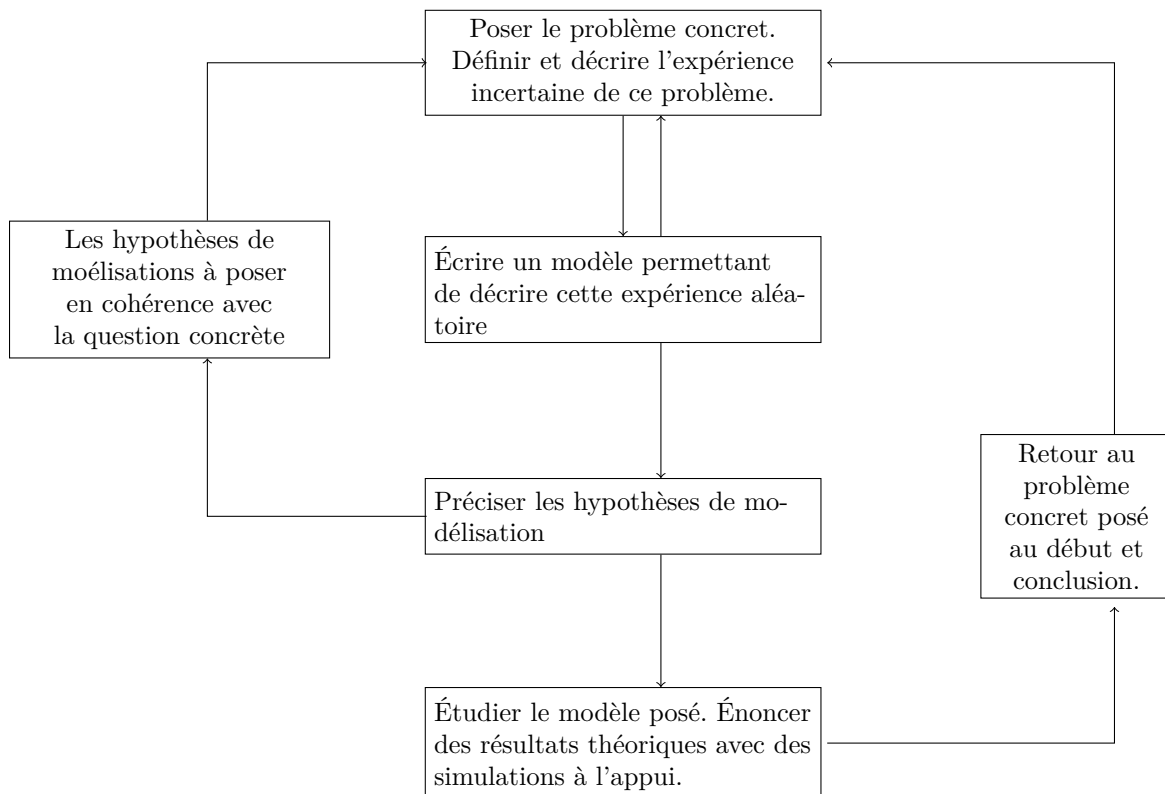 Poser le problème concret.
Définir et décrire l'expérience
incertaine de ce problème.
Les hypothèses de
moélisations à poser
en cohérence avec
la question concrète
Écrire un modèle permettant
de décrire cette expérience aléa-
toire
Préciser les hypothèses de mo-
délisation
Retour au
problème
concret posé
au début et
conclusion.
Étudier le modèle posé. Énoncer
des résultats théoriques avec des
simulations à l'appui.